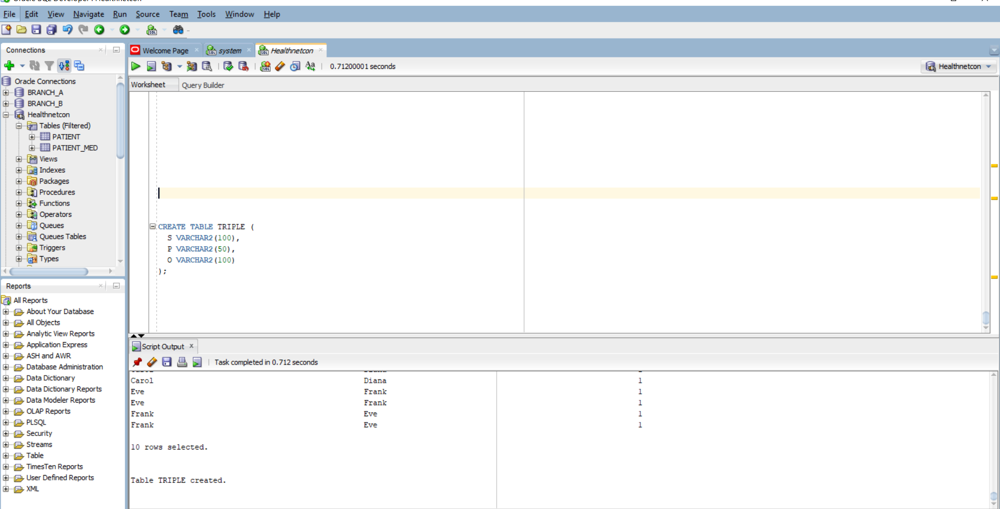 Oracle SQL Developer : Healthnetcon
File Edit View Navigate Run Source Team Tools Window Help
Connections
Oracle Connections
BRANCH_A
BRANCH_B
Healthnetcon
Tables (Filtered)
PATIENT
PATIENT_MED
Views
Indexes
Packages
Procedures
Functions
Operators
Queues
Queues Tables
Triggers
Types
Reports
All Reports
About Your Database
All Objects
Analytic View Reports
Application Express
ASH and AWR
Database Administration
Data Dictionary
Data Dictionary Reports
Data Modeler Reports
OLAP Reports
PLSQL
Security
Streams
Table
TimesTen Reports
User Defined Reports
XML
Welcome Page system Healthnetcon
0.71200001 seconds
Healthnetcon
Worksheet Query Builder
CREATE TABLE TRIPLE (
S VARCHAR2(100),
P VARCHAR2(50),
O VARCHAR2(100)
);
Script Output
Task completed in 0.712 seconds
Carol Diana 1
Eve Frank 1
Eve Frank 1
Frank Eve 1
Frank Eve 1
10 rows selected.
Table TRIPLE created.